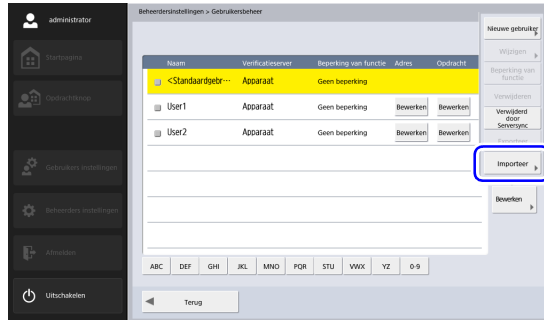 administrator
Startpagina
Opdrachtknop
Gebruikers instellingen
Beheerders instellingen
Afmelden
Uitschakelen
Beheerdersinstellingen > Gebruikersbeheer
Naam Verificatieserver Beperking van functie Adres Opdracht
<Standaardgebr··· Apparaat Geen beperking
User1 Apparaat Geen beperking Bewerken Bewerken
User2 Apparaat Geen beperking Bewerken Bewerken
ABC DEF GHI JKL MNO PQR STU VWX YZ 0-9
Terug
Nieuwe gebruiker
Wijzigen
Beperking van
functie
Verwijderen
Verwijderd
door
Serversync
Importeer
Bewerken